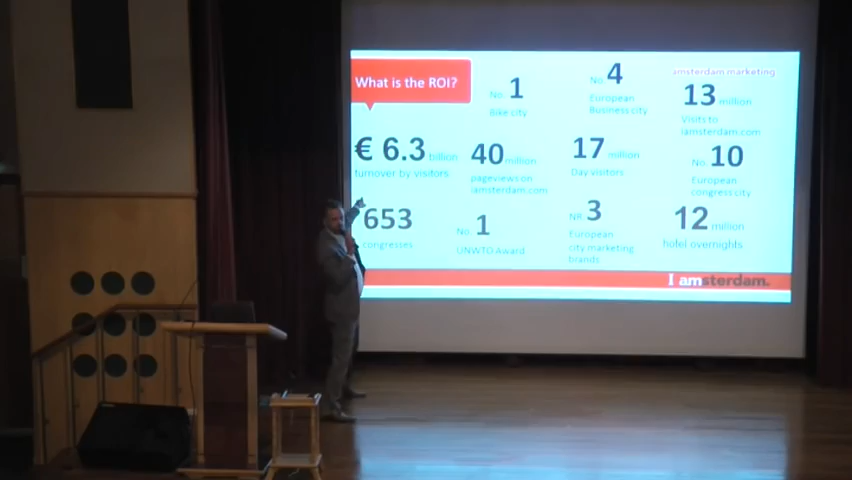 What is the ROI?
No. 1
Bike city
No. 4
European
Business city
amsterdam marketing
13 million
Visits to
iamsterdam.com
€ 6.3 billion
turnover by visitors
40 million
pageviews on
iamsterdam.com
17 million
Day visitors
No. 10
European
congress city
653
congresses
No. 1
UNWTO Award
NR. 3
European
city marketing
brands
12 million
hotel overnights
I amsterdam.